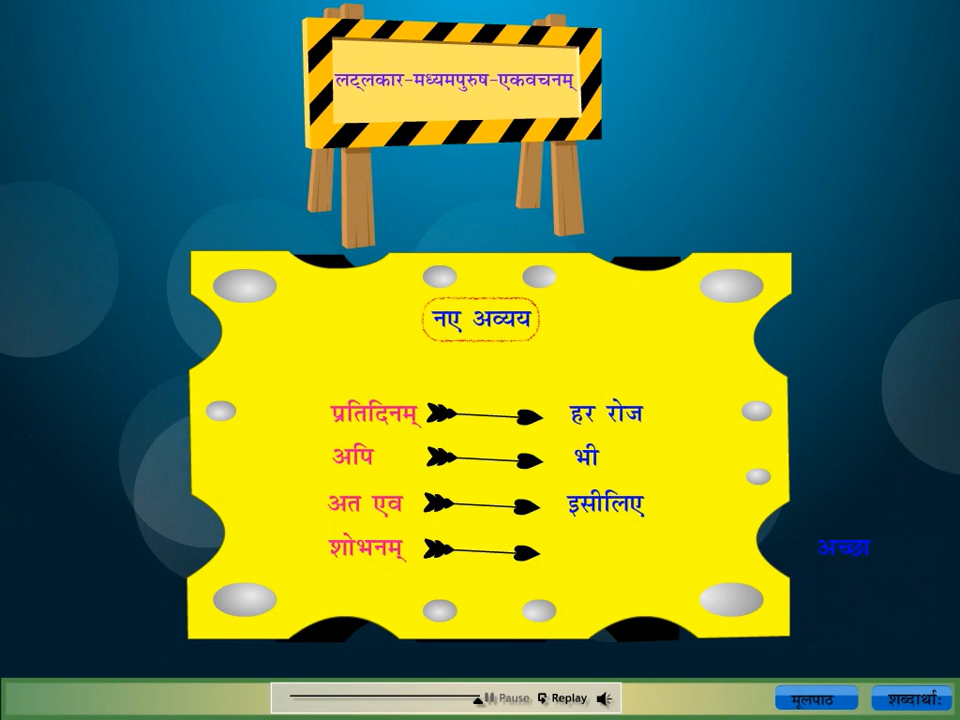 लट्लकार-मध्यमपुरुष-एकवचनम्
नए अव्यय
प्रतिदिनम् हर रोज
अपि भी
अत एव इसीलिए
शोभनम् अच्छा
Pause Replay मूलपाठ शब्दार्थाः